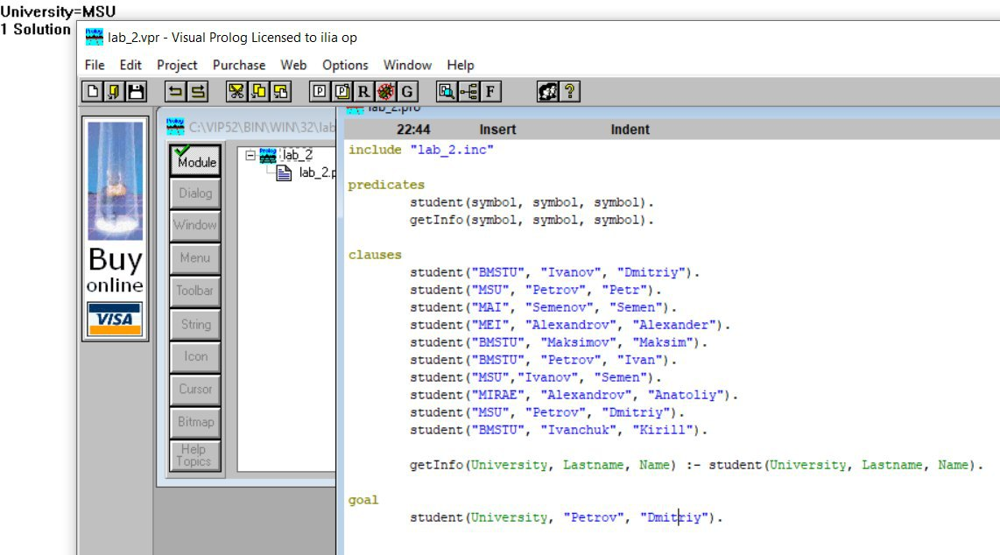 University=MSU
1 Solution
lab_2.vpr - Visual Prolog Licensed to ilia op
File Edit Project Purchase Web Options Window Help
P P R G F ?
C:\VIP52\BIN\WIN\32\lab
lab_2.pro
22:44 Insert Indent
Module
Dialog
Window
Menu
Toolbar
String
Icon
Cursor
Bitmap
Help
Topics
lab_2
lab_2.p
Buy
online
VISA
include "lab_2.inc"
predicates
student(symbol, symbol, symbol).
getInfo(symbol, symbol, symbol).
clauses
student("BMSTU", "Ivanov", "Dmitriy").
student("MSU", "Petrov", "Petr").
student("MAI", "Semenov", "Semen").
student("MEI", "Alexandrov", "Alexander").
student("BMSTU", "Maksimov", "Maksim").
student("BMSTU", "Petrov", "Ivan").
student("MSU","Ivanov", "Semen").
student("MIRAE", "Alexandrov", "Anatoliy").
student("MSU", "Petrov", "Dmitriy").
student("BMSTU", "Ivanchuk", "Kirill").
getInfo(University, Lastname, Name) :- student(University, Lastname, Name).
goal
student(University, "Petrov", "Dmitriy").